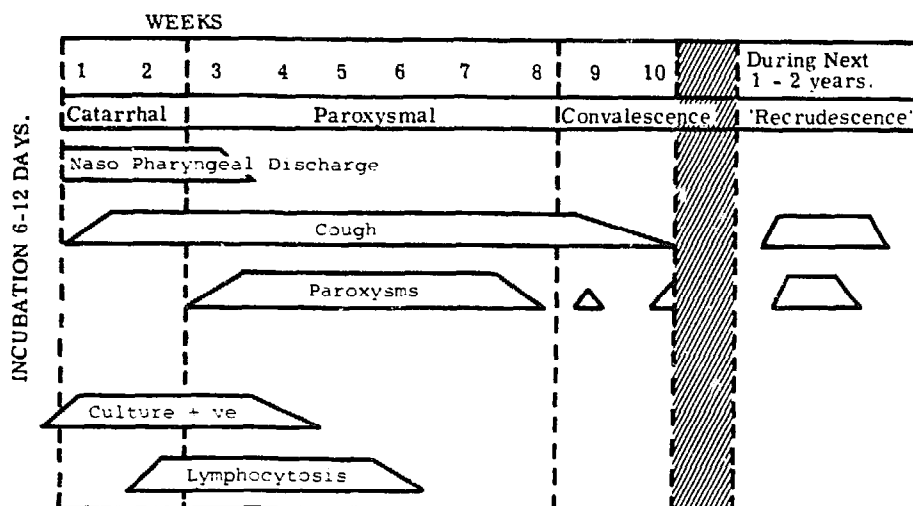 WEEKS
1 2 3 4 5 6 7 8 9 10 During Next
1 - 2 years.
Catarrhal Paroxysmal Convalescence 'Recrudescence'
Naso Pharyngeal Discharge
Cough
Paroxysms
Culture + ve
Lymphocytosis
INCUBATION 6-12 DAYS.